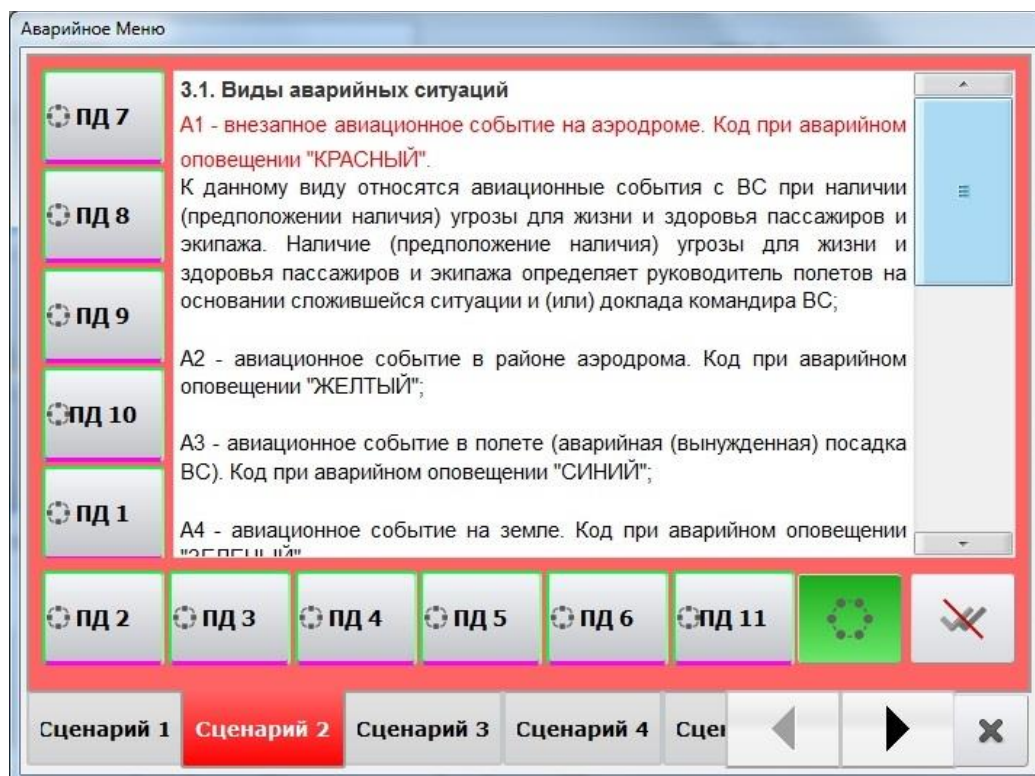 Аварийное Меню
ПД 7
ПД 8
ПД 9
ПД 10
ПД 1
3.1. Виды аварийных ситуаций
А1 - внезапное авиационное событие на аэродроме. Код при аварийном
оповещении "КРАСНЫЙ".
К данному виду относятся авиационные события с ВС при наличии
(предположении наличия) угрозы для жизни и здоровья пассажиров и
экипажа. Наличие (предположение наличия) угрозы для жизни и
здоровья пассажиров и экипажа определяет руководитель полетов на
основании сложившейся ситуации и (или) доклада командира ВС;
А2 - авиационное событие в районе аэродрома. Код при аварийном
оповещении "ЖЕЛТЫЙ";
А3 - авиационное событие в полете (аварийная (вынужденная) посадка
ВС). Код при аварийном оповещении "СИНИЙ";
А4 - авиационное событие на земле. Код при аварийном оповещении
ПД 2 ПД 3 ПД 4 ПД 5 ПД 6 ПД 11
Сценарий 1 Сценарий 2 Сценарий 3 Сценарий 4